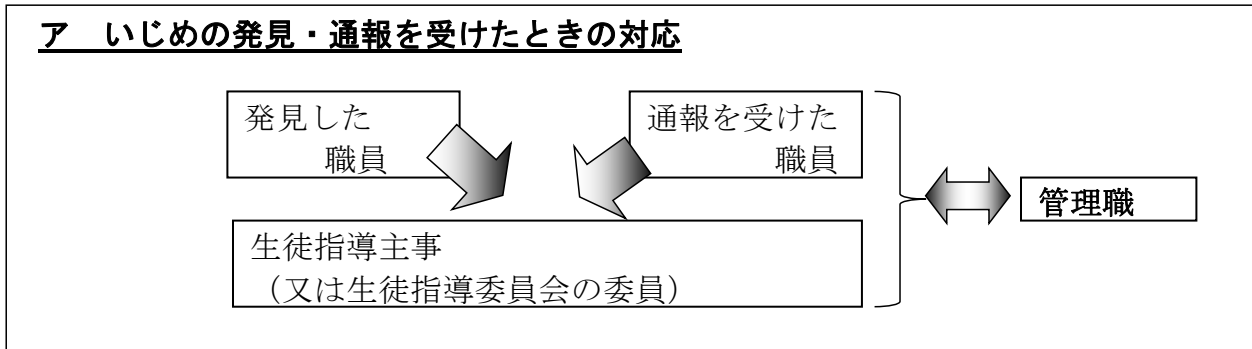 ア　いじめの発見・通報を受けたときの対応
発見した
職員
通報を受けた
職員
生徒指導主事
（又は生徒指導委員会の委員）
管理職